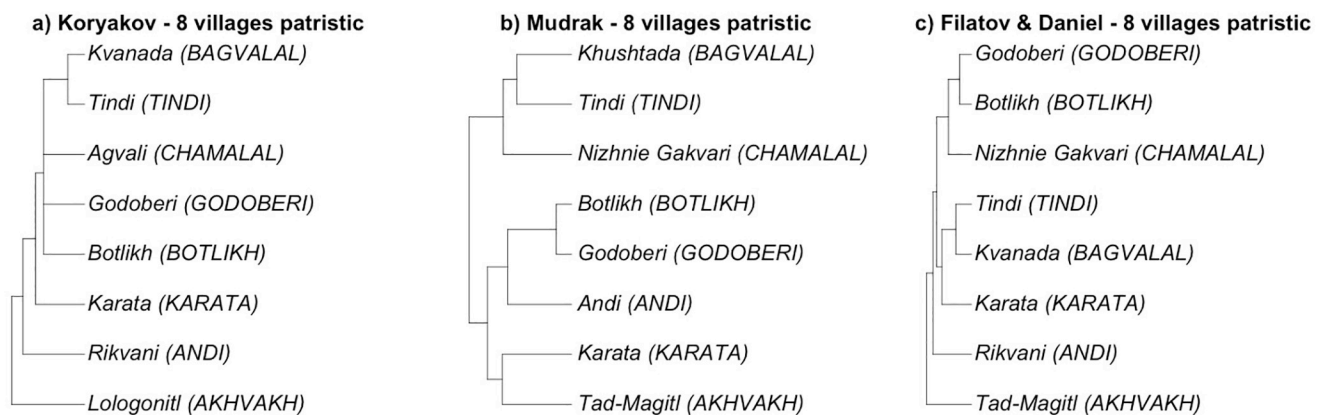 a) Koryakov - 8 villages patristic
Kvanada (BAGVALAL)
Tindi (TINDI)
Agvali (CHAMALAL)
Godoberi (GODOBERI)
Botlikh (BOTLIKH)
Karata (KARATA)
Rikvani (ANDI)
Lologonitl (AKHVAKH)
b) Mudrak - 8 villages patristic
Khushtada (BAGVALAL)
Tindi (TINDI)
Nizhnie Gakvari (CHAMALAL)
Botlikh (BOTLIKH)
Godoberi (GODOBERI)
Andi (ANDI)
Karata (KARATA)
Tad-Magitl (AKHVAKH)
c) Filatov & Daniel - 8 villages patristic
Godoberi (GODOBERI)
Botlikh (BOTLIKH)
Nizhnie Gakvari (CHAMALAL)
Tindi (TINDI)
Kvanada (BAGVALAL)
Karata (KARATA)
Rikvani (ANDI)
Tad-Magitl (AKHVAKH)